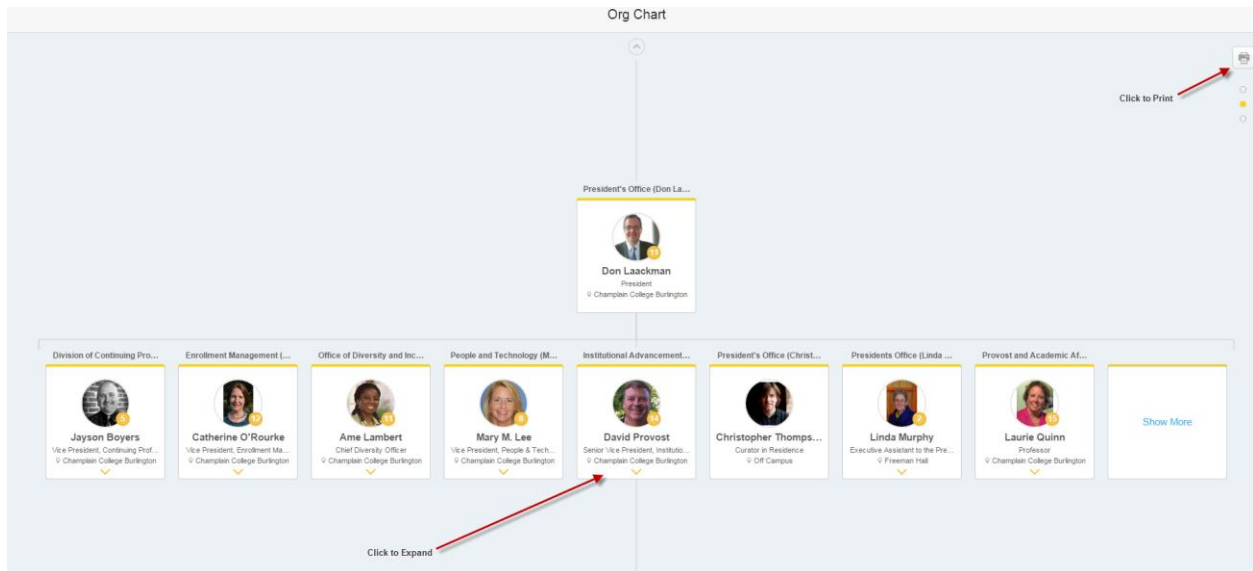 Org Chart
Click to Print
President's Office (Don La...
Don Laackman
President
Champlain College Burlington
Division of Continuing Pro...
Jayson Boyers
Vice President, Continuing Prof...
Champlain College Burlington
Enrollment Management (...
12
Catherine O'Rourke
Vice President, Enrollment Ma...
Champlain College Burlington
Office of Diversity and Inc...
Ame Lambert
Chief Diversity Officer
Champlain College Burlington
People and Technology (M...
Mary M. Lee
Vice President, People & Tech...
Champlain College Burlington
Institutional Advancement...
14
David Provost
Senior Vice President, Institutio...
Champlain College Burlington
President's Office (Christ...
Christopher Thomps...
Curator in Residence
Off Campus
Presidents Office (Linda ...
2
Linda Murphy
Executive Assistant to the Pre...
Freeman Hall
Provost and Academic Af...
15
Laurie Quinn
Professor
Champlain College Burlington
Show More
Click to Expand